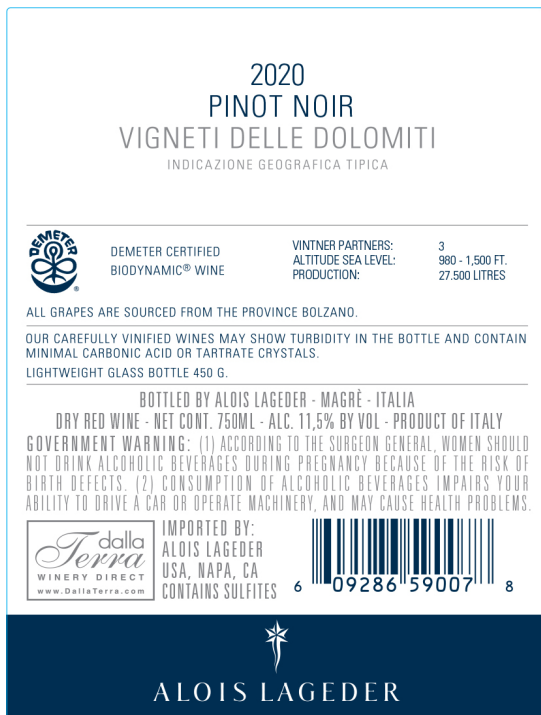 2020
PINOT NOIR
VIGNETI DELLE DOLOMITI
INDICAZIONE GEOGRAFICA TIPICA
DEMETER
®
DEMETER CERTIFIED
BIODYNAMIC® WINE
VINTNER PARTNERS: 3
ALTITUDE SEA LEVEL: 980 - 1,500 FT.
PRODUCTION: 27.500 LITRES
ALL GRAPES ARE SOURCED FROM THE PROVINCE BOLZANO.
OUR CAREFULLY VINIFIED WINES MAY SHOW TURBIDITY IN THE BOTTLE AND CONTAIN
MINIMAL CARBONIC ACID OR TARTRATE CRYSTALS.
LIGHTWEIGHT GLASS BOTTLE 450 G.
BOTTLED BY ALOIS LAGEDER - MAGRÈ - ITALIA
DRY RED WINE - NET CONT. 750ML - ALC. 11,5% BY VOL - PRODUCT OF ITALY
GOVERNMENT WARNING: (1) ACCORDING TO THE SURGEON GENERAL, WOMEN SHOULD
NOT DRINK ALCOHOLIC BEVERAGES DURING PREGNANCY BECAUSE OF THE RISK OF
BIRTH DEFECTS. (2) CONSUMPTION OF ALCOHOLIC BEVERAGES IMPAIRS YOUR
ABILITY TO DRIVE A CAR OR OPERATE MACHINERY, AND MAY CAUSE HEALTH PROBLEMS.
dalla
Terra
WINERY DIRECT
www.DallaTerra.com
IMPORTED BY:
ALOIS LAGEDER
USA, NAPA, CA
CONTAINS SULFITES
6 09286 59007 8
ALOIS LAGEDER